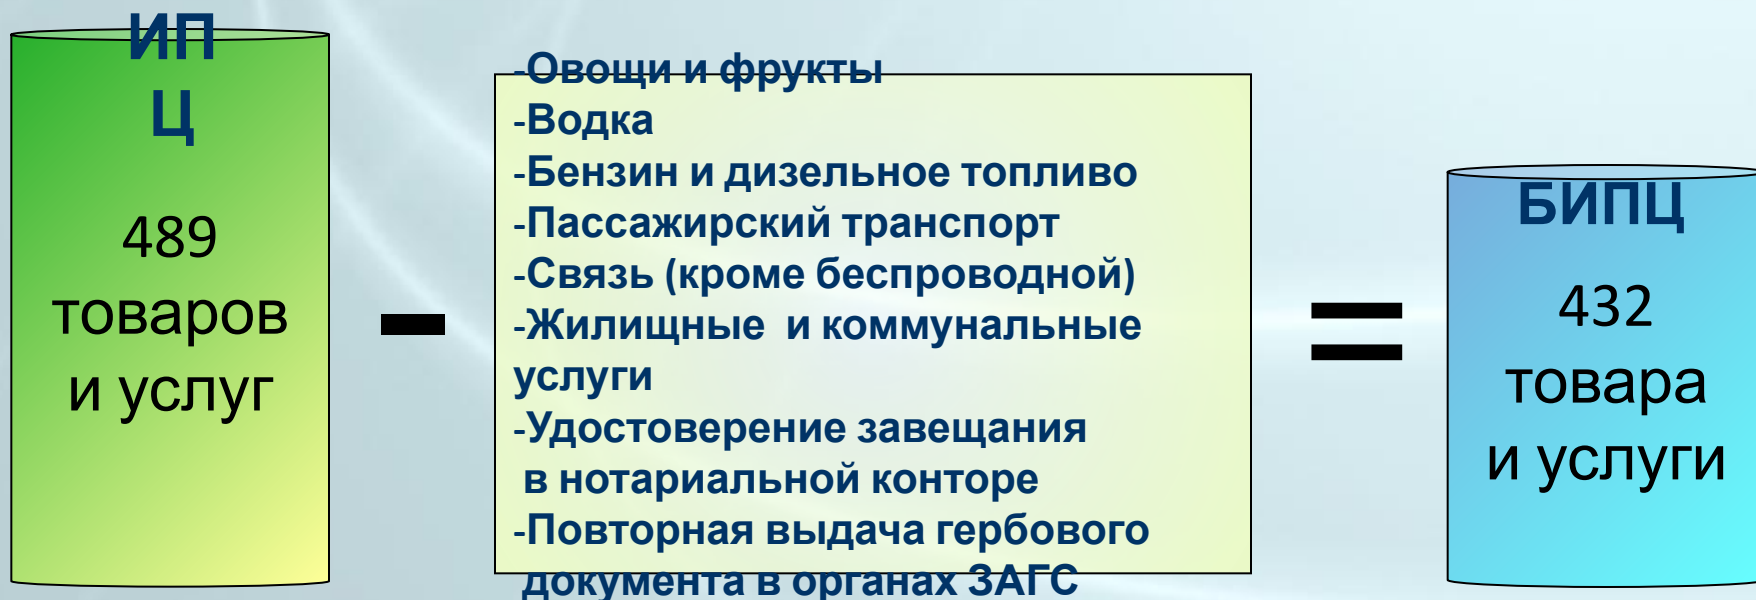 ИП
Ц
489
товаров
и услуг
-
-Овощи и фрукты
-Водка
-Бензин и дизельное топливо
-Пассажирский транспорт
-Связь (кроме беспроводной)
-Жилищные  и коммунальные
услуги
-Удостоверение завещания
в нотариальной конторе
-Повторная выдача гербового
документа в органах ЗАГС
=
БИПЦ
432
товара
и услуги